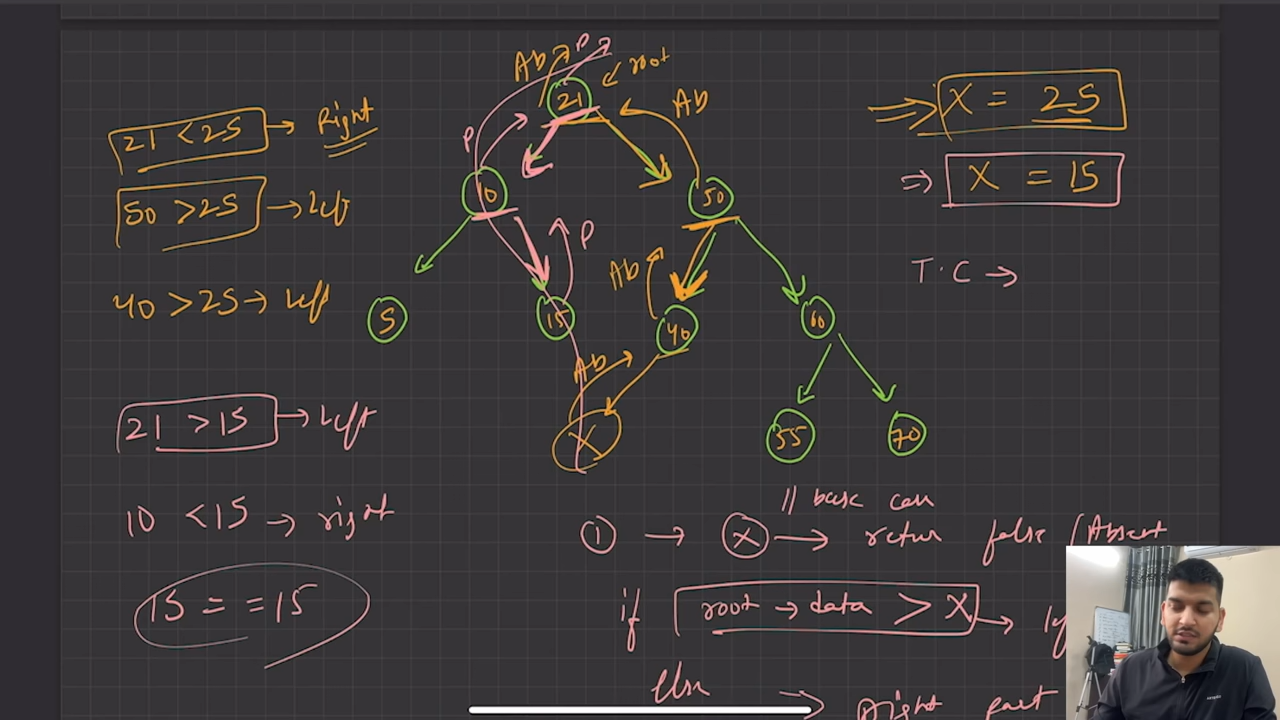 Ab P
root
21
Ab
P
X = 25
21 < 25 → Right
X = 15
50 > 25 → Left
10
50
P
Ab
T.C →
40 > 25 → Left
5
15
40
60
Ab
21 > 15 → Left
X
55
70
10 < 15 → right
// base
① → X → retur false (Absent
15 = = 15
if root → data > X →
Else → Right part